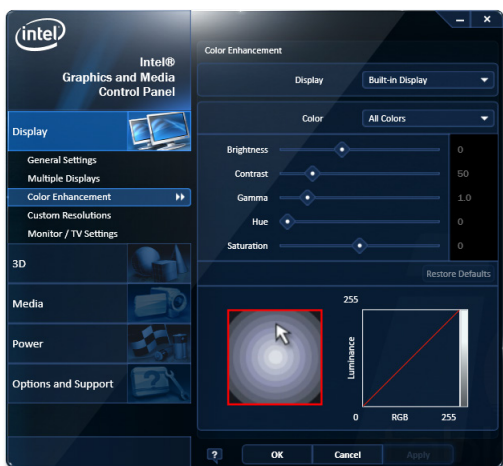 intel
Intel®
Graphics and Media
Control Panel
Display
General Settings
Multiple Displays
Color Enhancement
Custom Resolutions
Monitor / TV Settings
3D
Media
Power
Options and Support
Color Enhancement
Display Built-in Display
Color All Colors
Brightness 0
Contrast 50
Gamma 1.0
Hue 0
Saturation 0
Restore Defaults
255
Luminance
0 RGB 255
? OK Cancel Apply